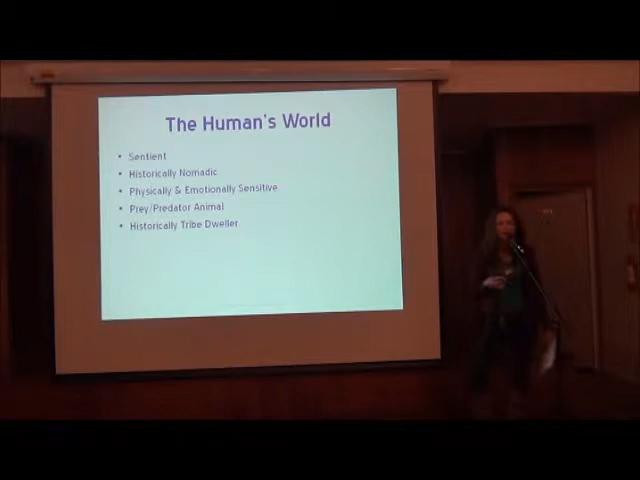 The Human's World
• Sentient
• Historically Nomadic
• Physically & Emotionally Sensitive
• Prey/Predator Animal
• Historically Tribe Dweller